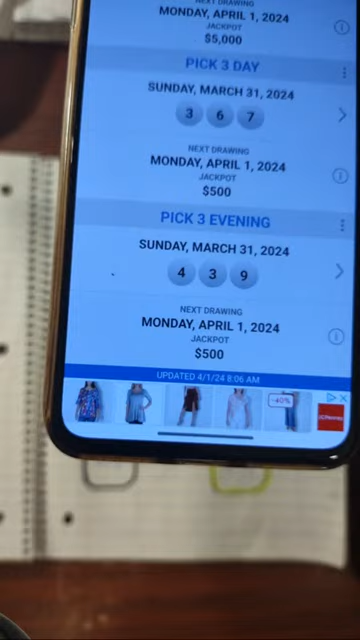 NEXT DRAWING
MONDAY, APRIL 1, 2024
JACKPOT
$5,000
PICK 3 DAY
SUNDAY, MARCH 31, 2024
3 6 7
NEXT DRAWING
MONDAY, APRIL 1, 2024
JACKPOT
$500
PICK 3 EVENING
SUNDAY, MARCH 31, 2024
4 3 9
NEXT DRAWING
MONDAY, APRIL 1, 2024
JACKPOT
$500
UPDATED 4/1/24 8:06 AM
-40%
JCPenney